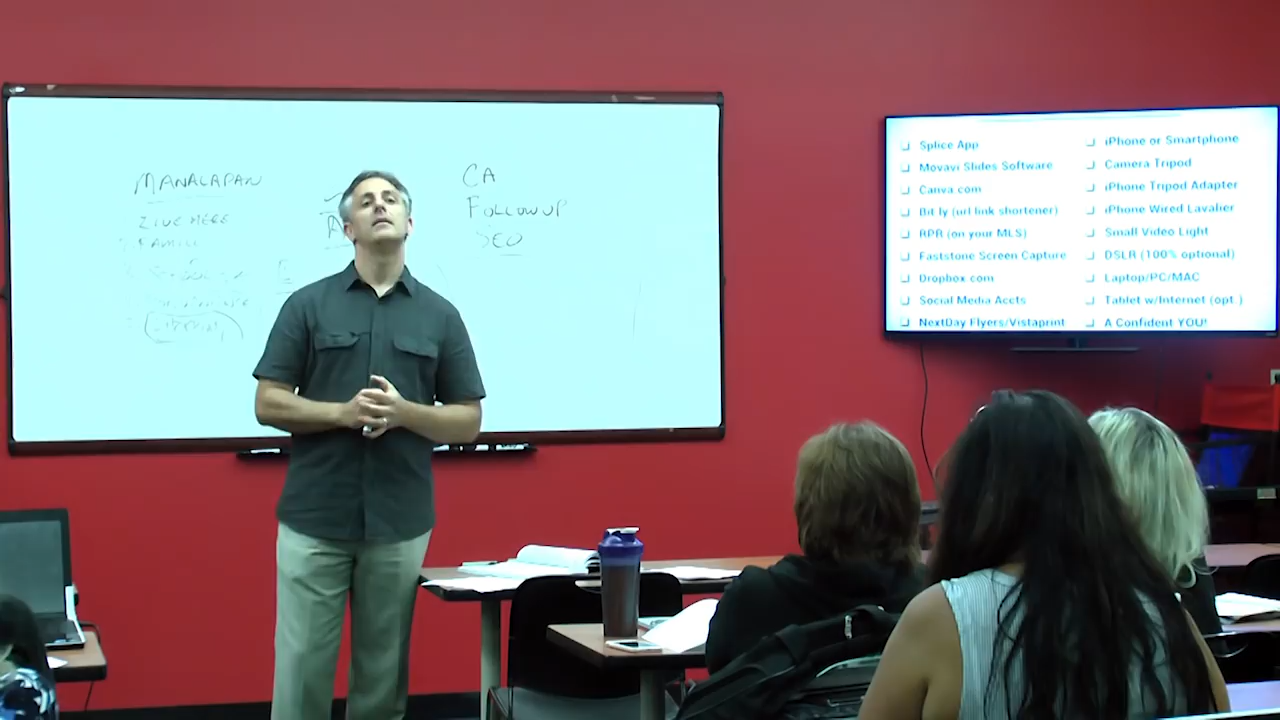 MANALAPAN
LIVE HERE
FAMILY
CA
FOLLOWUP
SEO
❑ Splice App
❑ Movavi Slides Software
❑ Canva.com
❑ Bit.ly (url link shortener)
❑ RPR (on your MLS)
❑ Faststone Screen Capture
❑ Dropbox.com
❑ Social Media Accts
❑ NextDay Flyers/Vistaprint
❑ iPhone or Smartphone
❑ Camera Tripod
❑ iPhone Tripod Adapter
❑ iPhone Wired Lavalier
❑ Small Video Light
❑ DSLR (100% optional)
❑ Laptop/PC/MAC
❑ Tablet w/Internet (opt.)
❑ A Confident YOU!